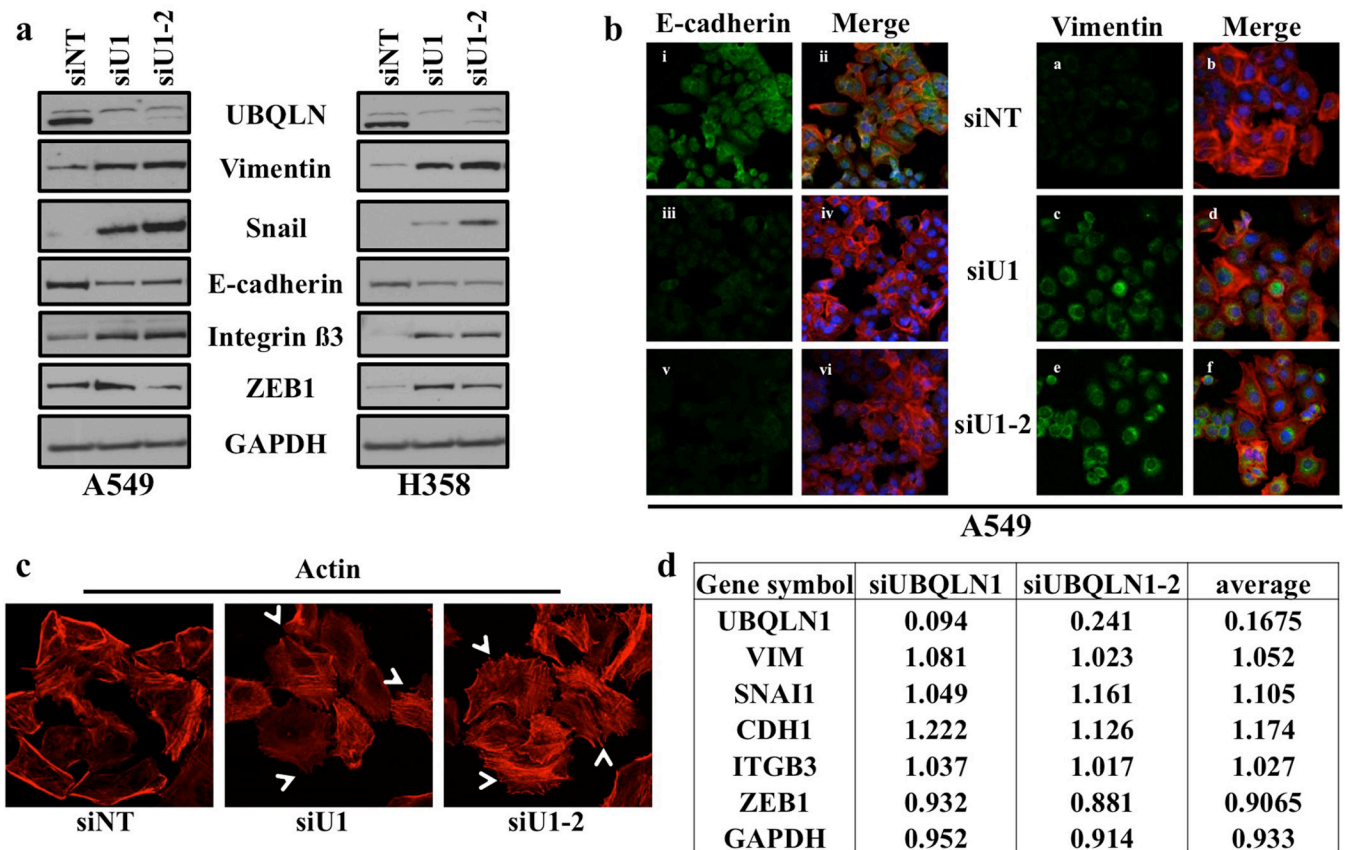 a
siNT siU1 siU1-2 siNT siU1 siU1-2
UBQLN
Vimentin
Snail
E-cadherin
Integrin ß3
ZEB1
GAPDH
A549 H358
b
E-cadherin Merge Vimentin Merge
i ii siNT a b
iii iv siU1 c d
v vi siU1-2 e f
A549
c
Actin
siNT siU1 siU1-2
d
Gene symbol siUBQLN1 siUBQLN1-2 average
UBQLN1 0.094 0.241 0.1675
VIM 1.081 1.023 1.052
SNAI1 1.049 1.161 1.105
CDH1 1.222 1.126 1.174
ITGB3 1.037 1.017 1.027
ZEB1 0.932 0.881 0.9065
GAPDH 0.952 0.914 0.933